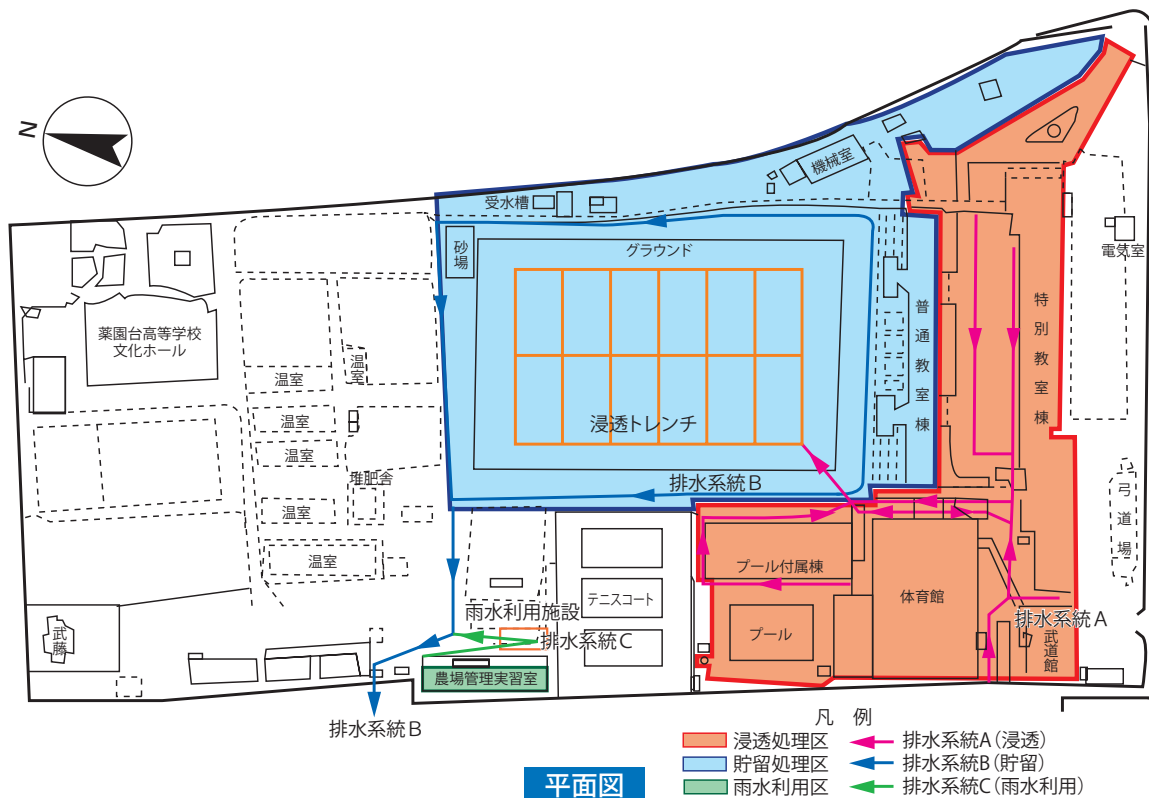 N
受水槽
機械室
砂場
グラウンド
電気室
薬園台高等学校
文化ホール
普通教室棟
特別教室棟
温室
温室
温室
温室
浸透トレンチ
堆肥舎
排水系統B
温室
弓道場
温室
プール付属棟
体育館
テニスコート
雨水利用施設
プール
排水系統A
武藤
排水系統C
武道館
農場管理実習室
排水系統B
凡 例
浸透処理区
排水系統A(浸透)
貯留処理区
排水系統B(貯留)
雨水利用区
排水系統C(雨水利用)
平面図